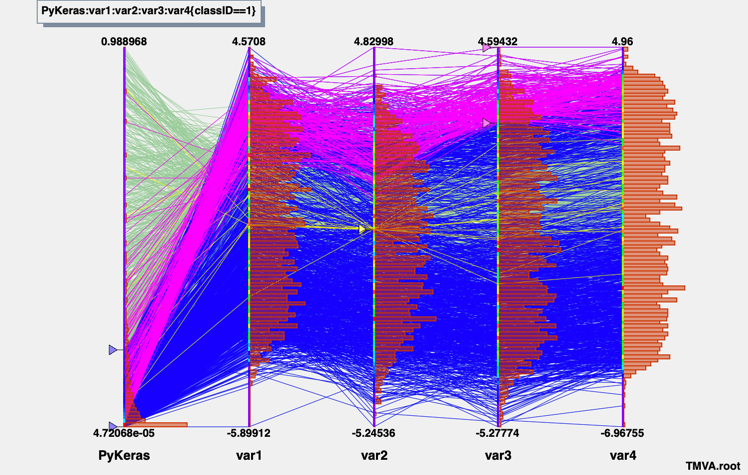 PyKeras:var1:var2:var3:var4{classID==1}
0.988968 4.5708 4.82998 4.59432 4.96
4.72068e-05 -5.89912 -5.24536 -5.27774 -6.96755
PyKeras var1 var2 var3 var4
TMVA.root